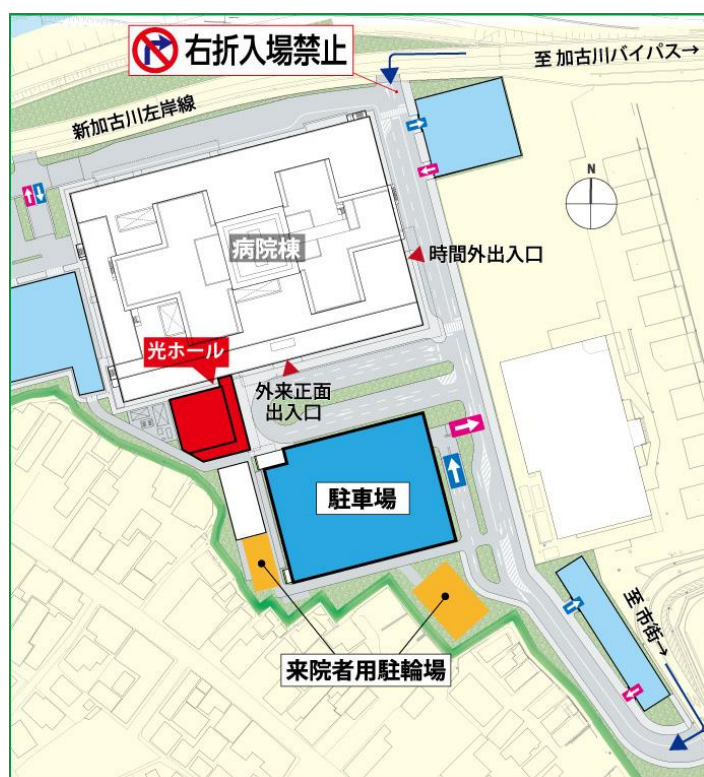 右折入場禁止
至 加古川バイパス→
新加古川左岸線
N
病院棟
時間外出入口
光ホール
外来正面
出入口
駐車場
至 市街→
来院者用駐輪場